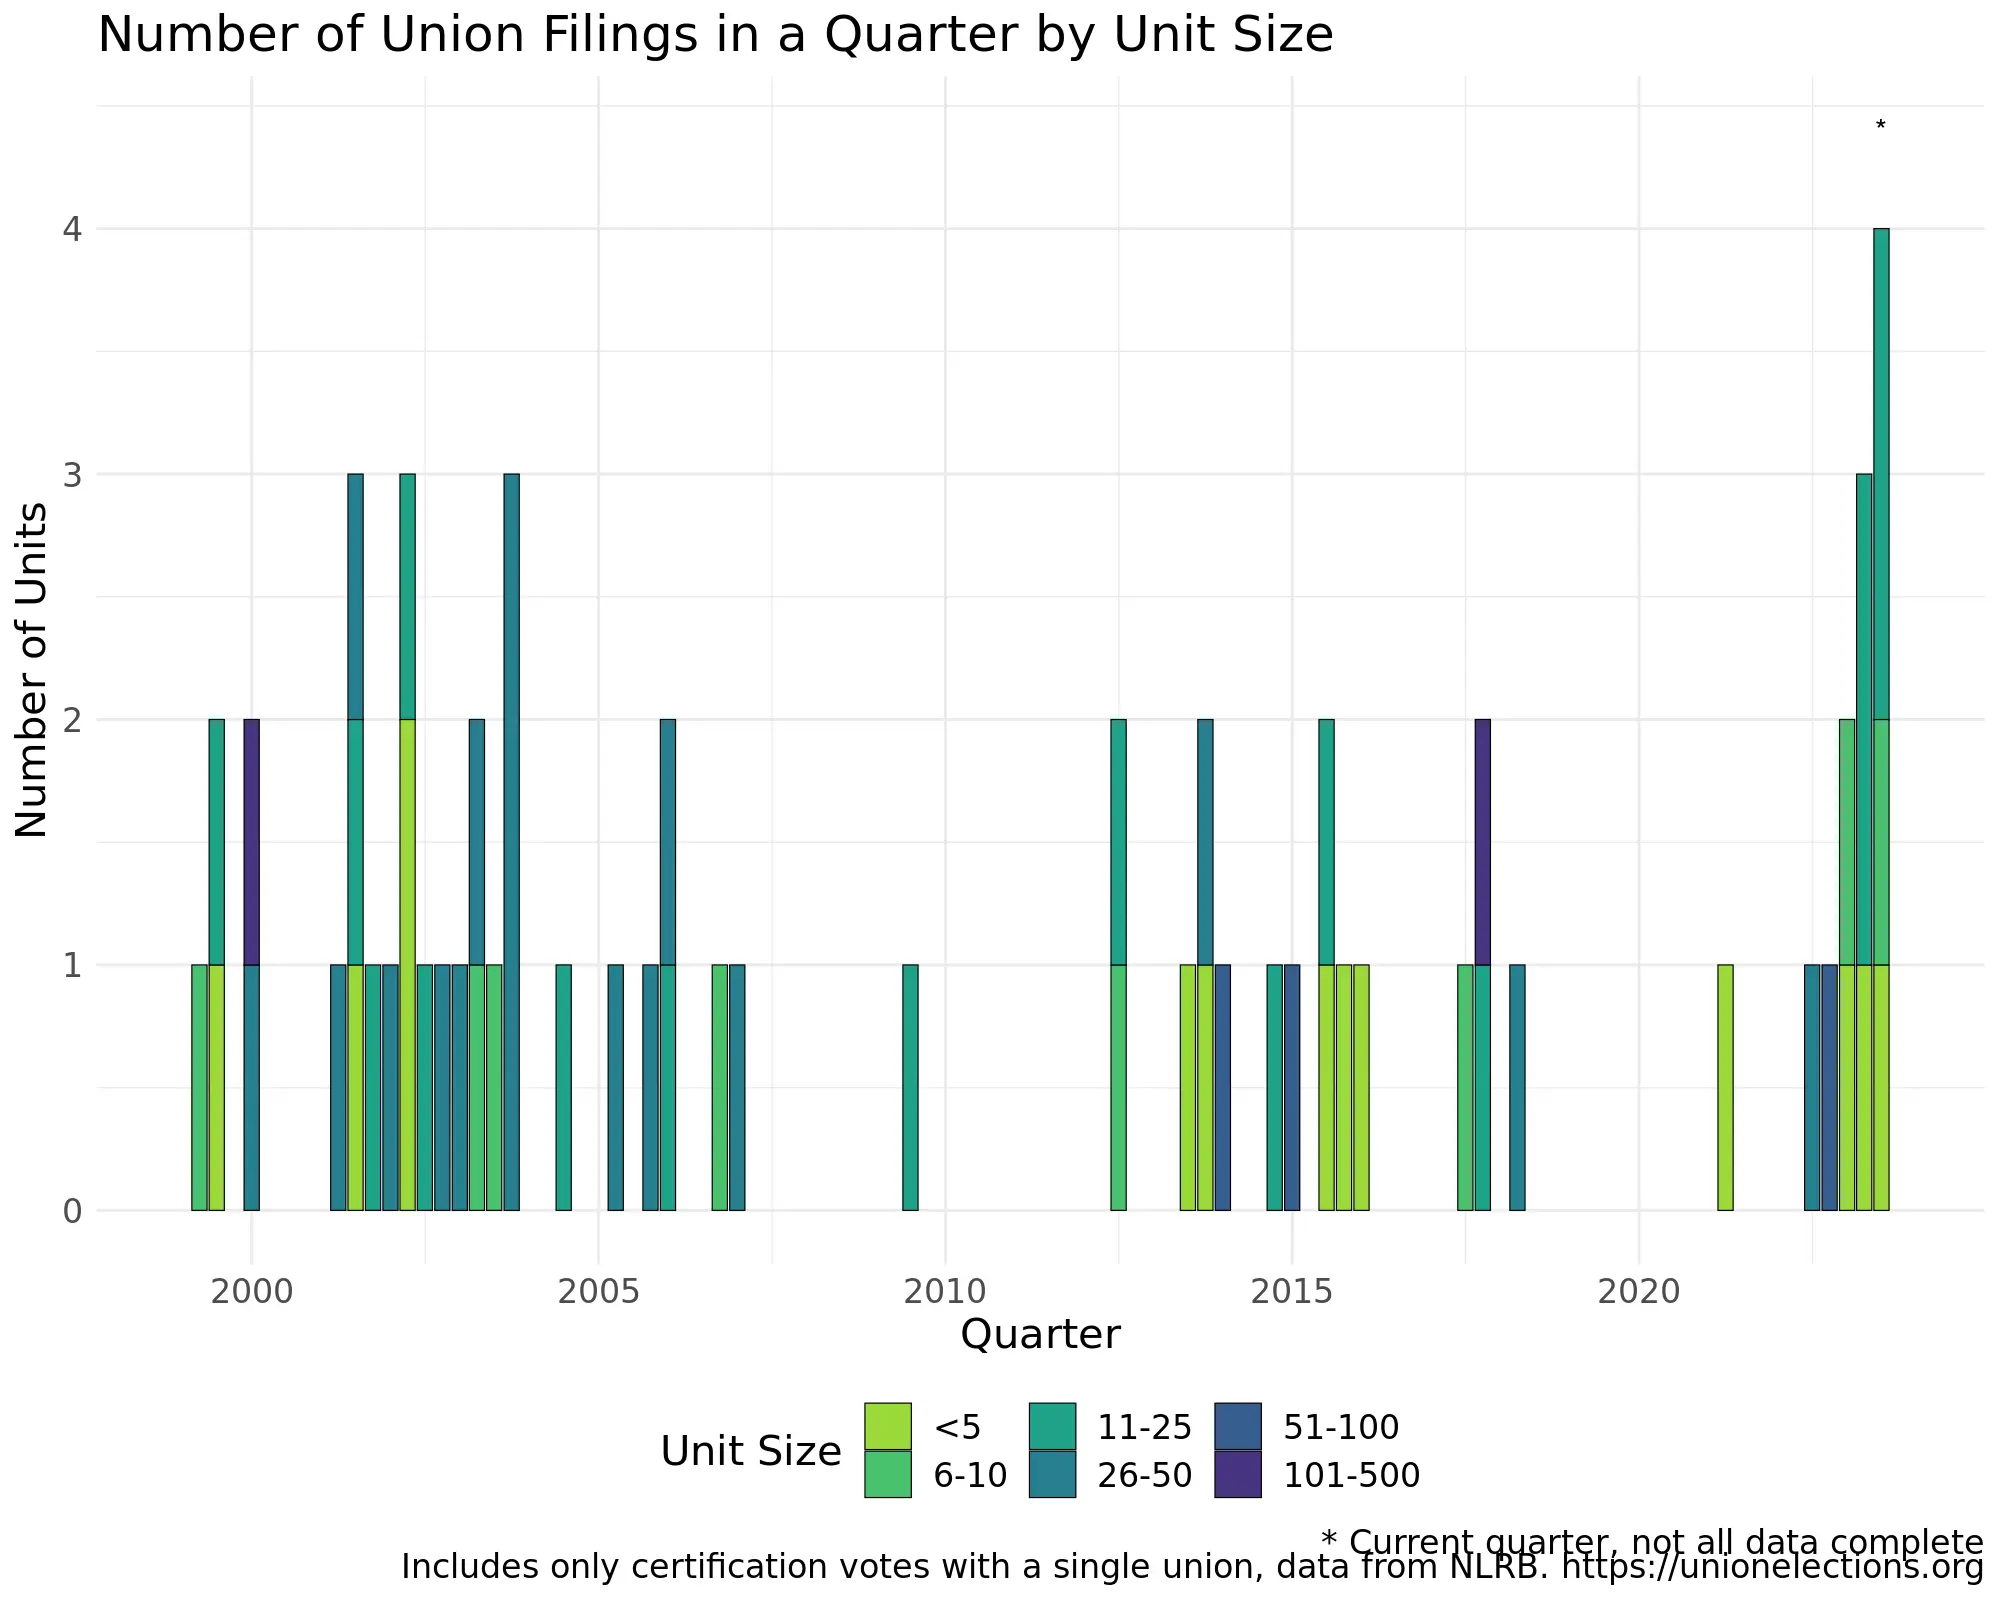 Number of Union Filings in a Quarter by Unit Size
*
4
3
2
1
0
Number of Units
2000
2005
2010
2015
2020
Quarter
Unit Size
<5
11-25
51-100
6-10
26-50
101-500
* Current quarter, not all data complete
Includes only certification votes with a single union, data from NLRB. https://unionelections.org